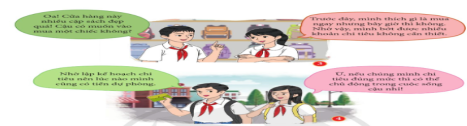 Oa! Cửa hàng này
nhiều cặp sách đẹp
quá! Cậu có muốn vào
mua một chiếc không?
Trước đây, mình thích gì là mua
ngay nhưng bây giờ thì không.
Nhờ vậy, mình bớt được nhiều
khoản chi tiêu không cần thiết.
3
Nhờ lập kế hoạch chi
tiêu nên lúc nào mình
cũng có tiền dự phòng.
Ừ, nếu chúng mình chi
tiêu đúng mức thì có thể
chủ động trong cuộc sống
cậu nhỉ!
4